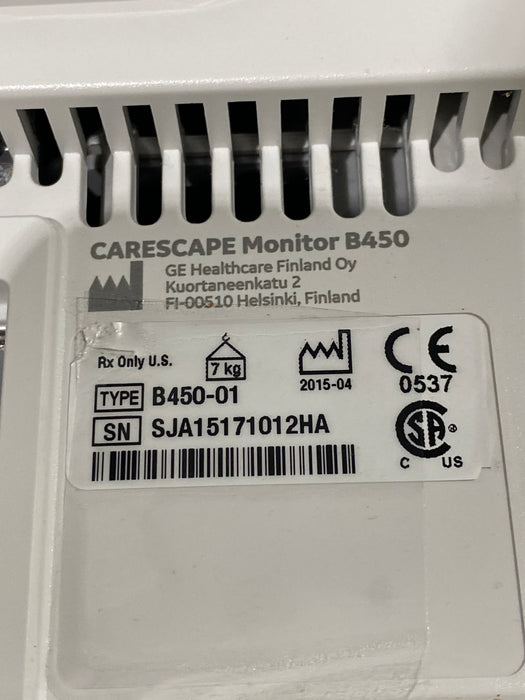 CARESCAPE Monitor B450
GE Healthcare Finland Oy
Kuortaneenkatu 2
FI-00510 Helsinki, Finland
Rx Only U.S.
7 kg
2015-04
CE
0537
TYPE B450-01
SN SJA15171012HA
CSA ®
C US